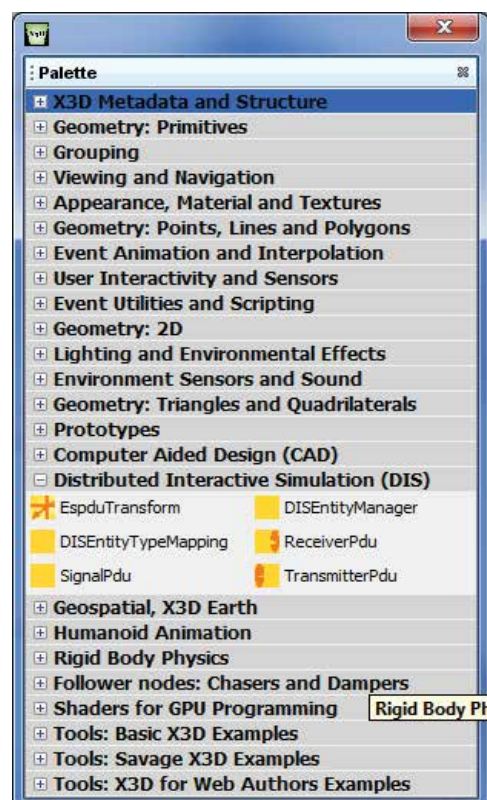 X
Palette
X3D Metadata and Structure
Geometry: Primitives
Grouping
Viewing and Navigation
Appearance, Material and Textures
Geometry: Points, Lines and Polygons
Event Animation and Interpolation
User Interactivity and Sensors
Event Utilities and Scripting
Geometry: 2D
Lighting and Environmental Effects
Environment Sensors and Sound
Geometry: Triangles and Quadrilaterals
Prototypes
Computer Aided Design (CAD)
Distributed Interactive Simulation (DIS)
EspduTransform DISEntityManager
DISEntityTypeMapping ReceiverPdu
SignalPdu TransmitterPdu
Geospatial, X3D Earth
Humanoid Animation
Rigid Body Physics
Follower nodes: Chasers and Dampers
Shaders for GPU Programming Rigid Body Ph
Tools: Basic X3D Examples
Tools: Savage X3D Examples
Tools: X3D for Web Authors Examples